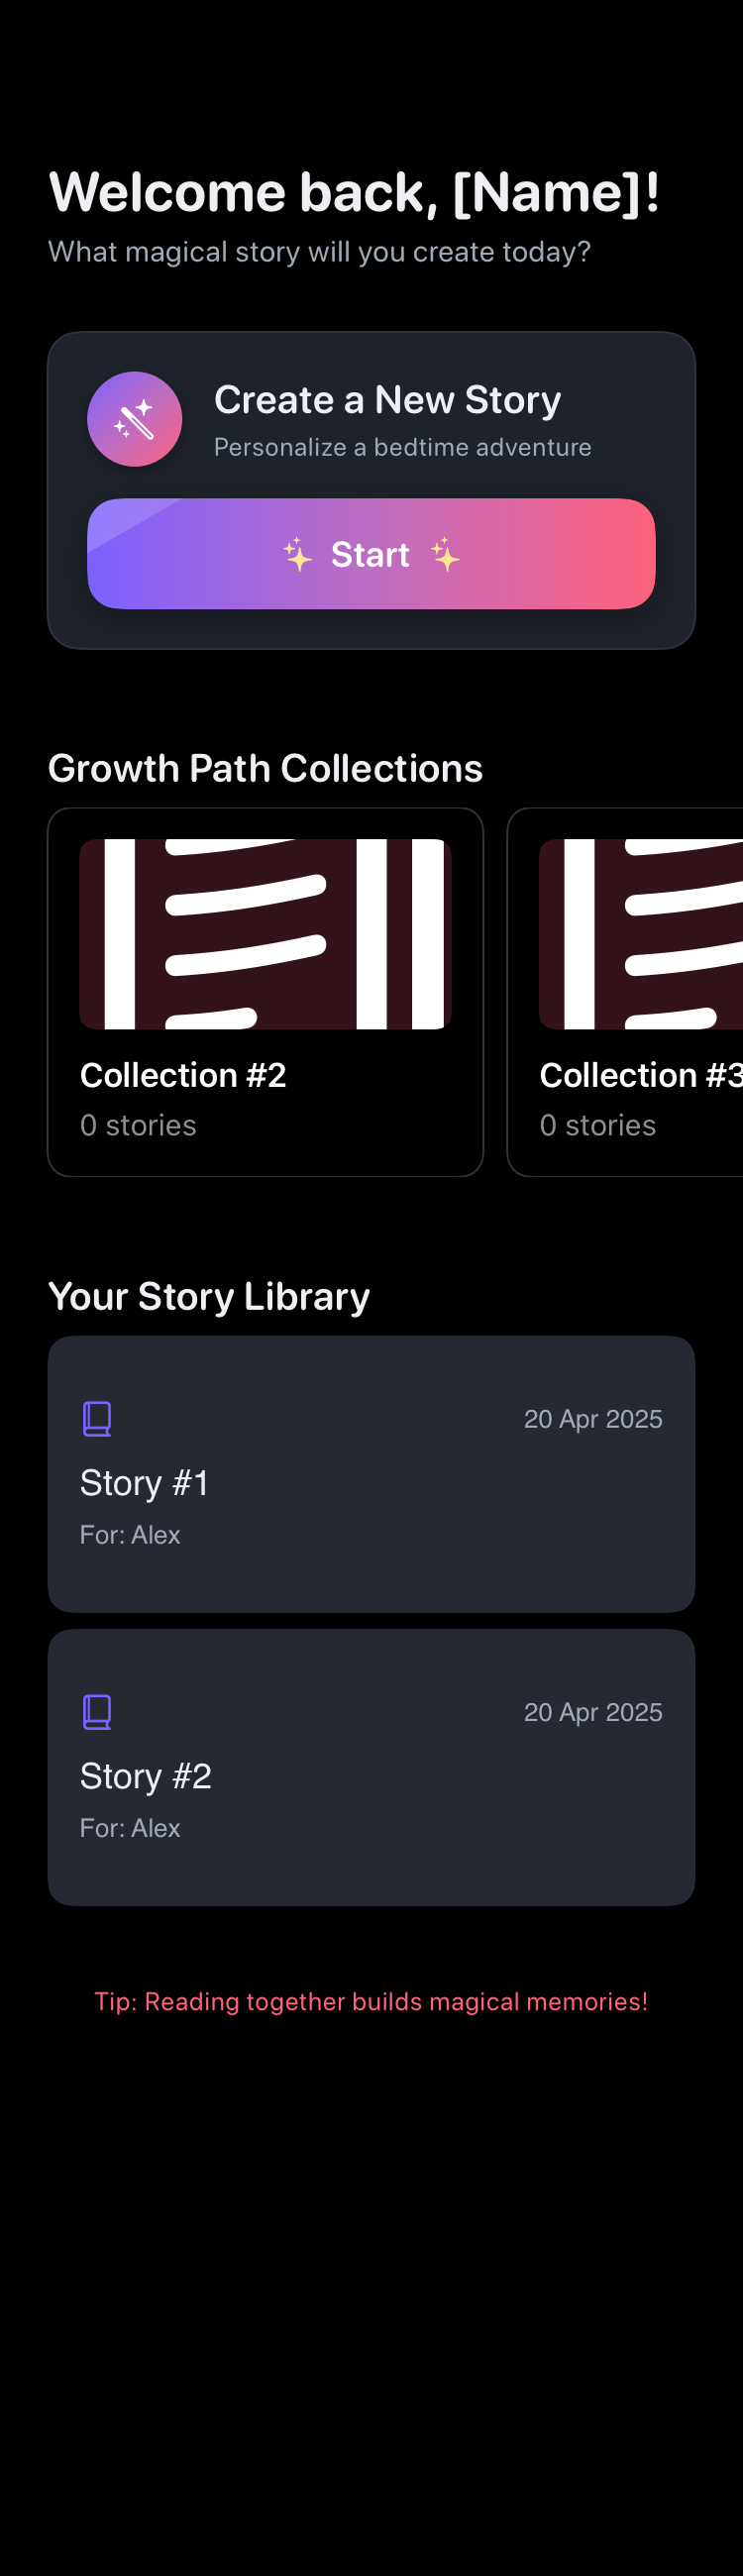 Welcome back, [Name]!
What magical story will you create today?
Create a New Story
Personalize a bedtime adventure
✨ Start ✨
Growth Path Collections
Collection #2
0 stories
Collection #3
0 stories
Your Story Library
20 Apr 2025
Story #1
For: Alex
20 Apr 2025
Story #2
For: Alex
Tip: Reading together builds magical memories!